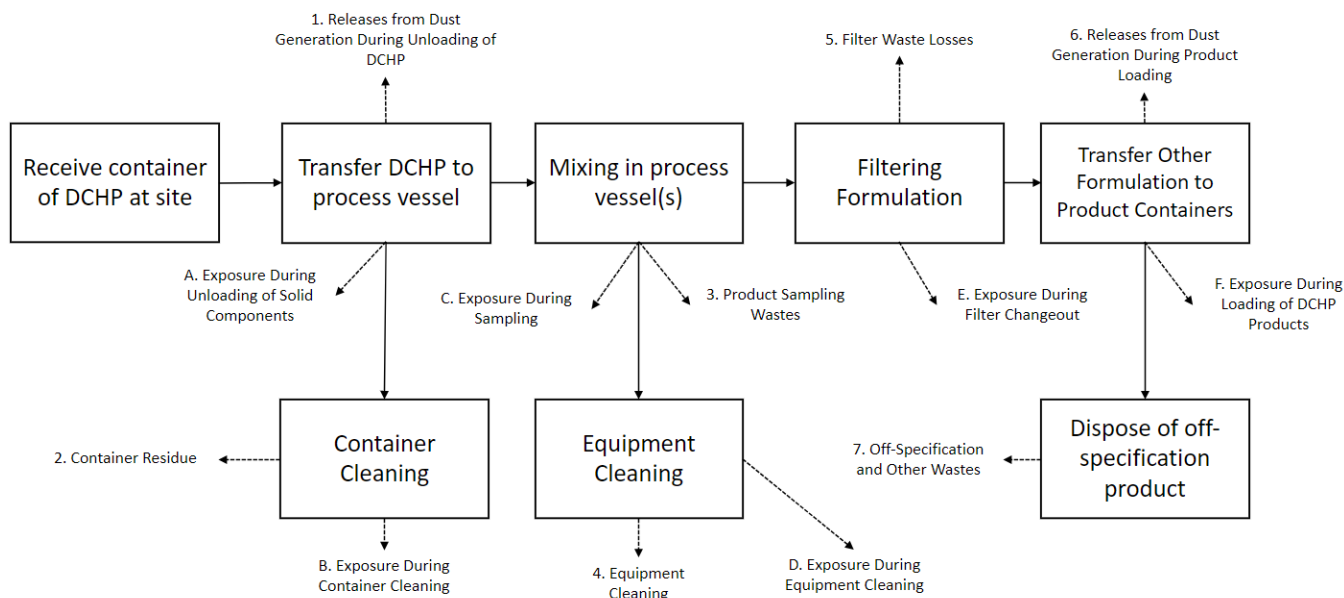 1. Releases from Dust
Generation During Unloading of
DCHP
5. Filter Waste Losses
6. Releases from Dust
Generation During Product
Loading
Receive container
of DCHP at site
Transfer DCHP to
process vessel
Mixing in process
vessel(s)
Filtering
Formulation
Transfer Other
Formulation to
Product Containers
A. Exposure During
Unloading of Solid
Components
C. Exposure During
Sampling
3. Product Sampling
Wastes
E. Exposure During
Filter Changeout
F. Exposure During
Loading of DCHP
Products
2. Container Residue
Container
Cleaning
Equipment
Cleaning
7. Off-Specification
and Other Wastes
Dispose of off-
specification
product
B. Exposure During
Container Cleaning
4. Equipment
Cleaning
D. Exposure During
Equipment Cleaning